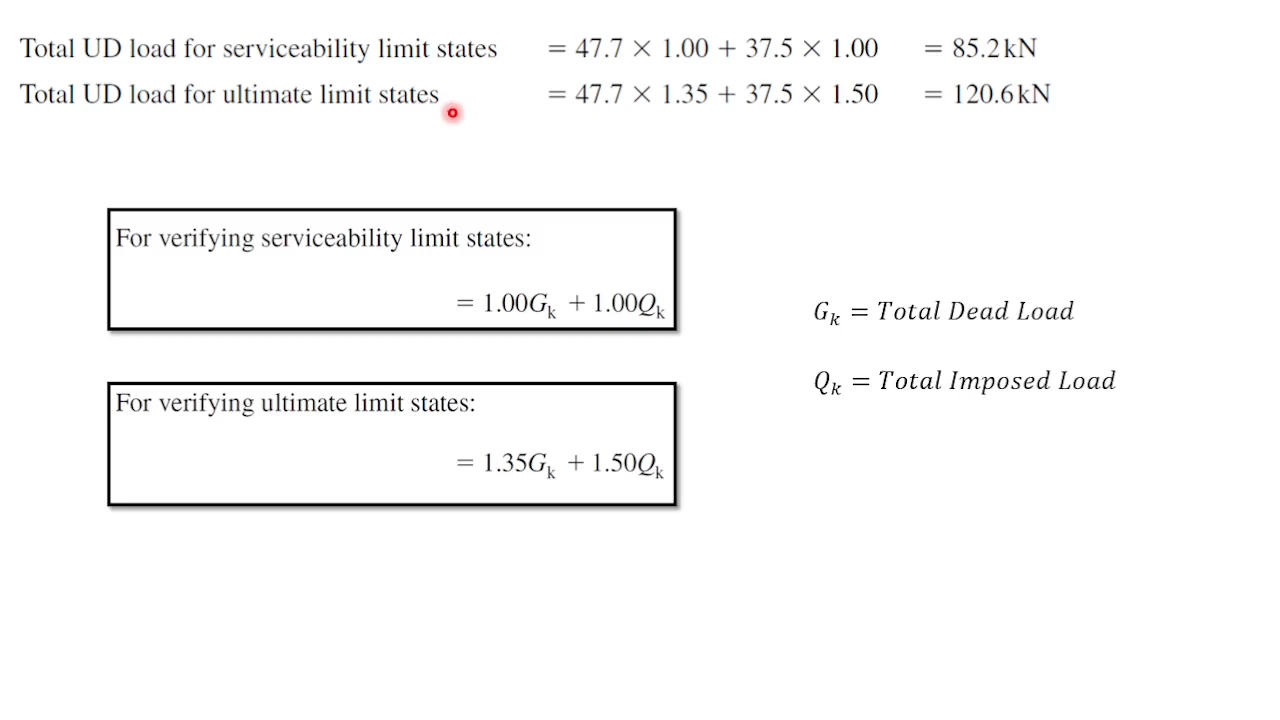 Total UD load for serviceability limit states = 47.7 × 1.00 + 37.5 × 1.00 = 85.2 kN
Total UD load for ultimate limit states = 47.7 × 1.35 + 37.5 × 1.50 = 120.6 kN
For verifying serviceability limit states:
= 1.00Gk + 1.00Qk
Gk = Total Dead Load
Qk = Total Imposed Load
For verifying ultimate limit states:
= 1.35Gk + 1.50Qk